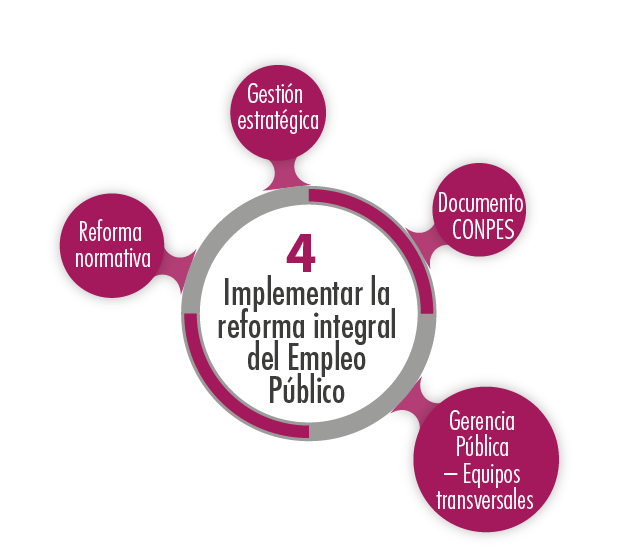 Gestión
estratégica
Documento
CONPES
Reforma
normativa
4
Implementar la
reforma integral
del Empleo
Público
Gerencia
Pública
– Equipos
transversales